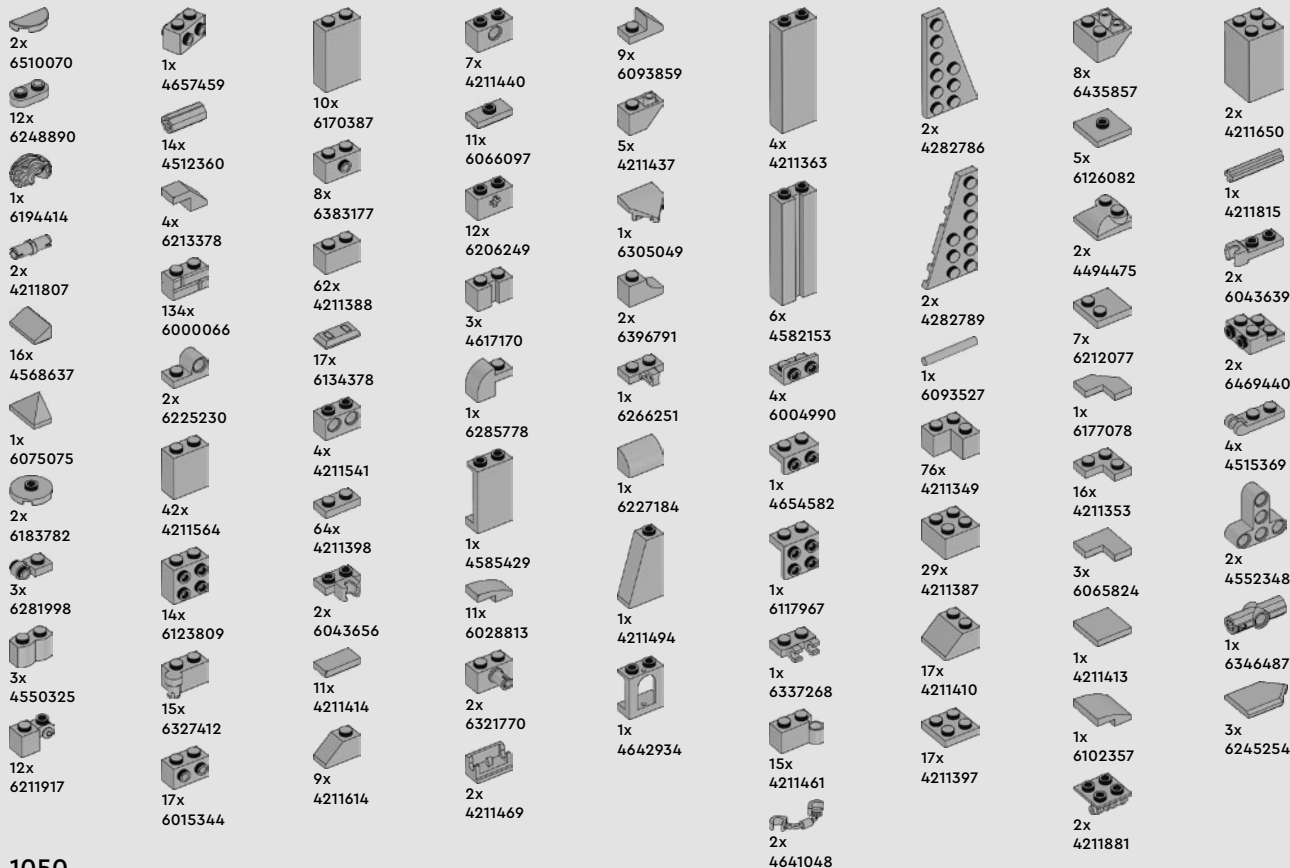 2x
6510070
12x
6248890
1x
6194414
2x
4211807
16x
4568637
1x
6075075
2x
6183782
3x
6281998
3x
4550325
12x
6211917
1x
4657459
14x
4512360
4x
6213378
134x
6000066
2x
6225230
42x
4211564
14x
6123809
15x
6327412
17x
6015344
10x
6170387
8x
6383177
62x
4211388
17x
6134378
4x
4211541
64x
4211398
2x
6043656
11x
4211414
9x
4211614
7x
4211440
11x
6066097
12x
6206249
3x
4617170
1x
6285778
1x
4585429
11x
6028813
2x
6321770
2x
4211469
9x
6093859
5x
4211437
1x
6305049
2x
6396791
1x
6266251
1x
6227184
1x
4211494
1x
4642934
4x
4211363
6x
4582153
4x
6004990
1x
4654582
1x
6117967
1x
6337268
15x
4211461
2x
4641048
2x
4282786
2x
4282789
1x
6093527
76x
4211349
29x
4211387
17x
4211410
17x
4211397
8x
6435857
5x
6126082
2x
4494475
7x
6212077
1x
6177078
16x
4211353
3x
6065824
1x
4211413
1x
6102357
2x
4211881
2x
4211650
1x
4211815
2x
6043639
2x
6469440
4x
4515369
2x
4552348
1x
6346487
3x
6245254
1050